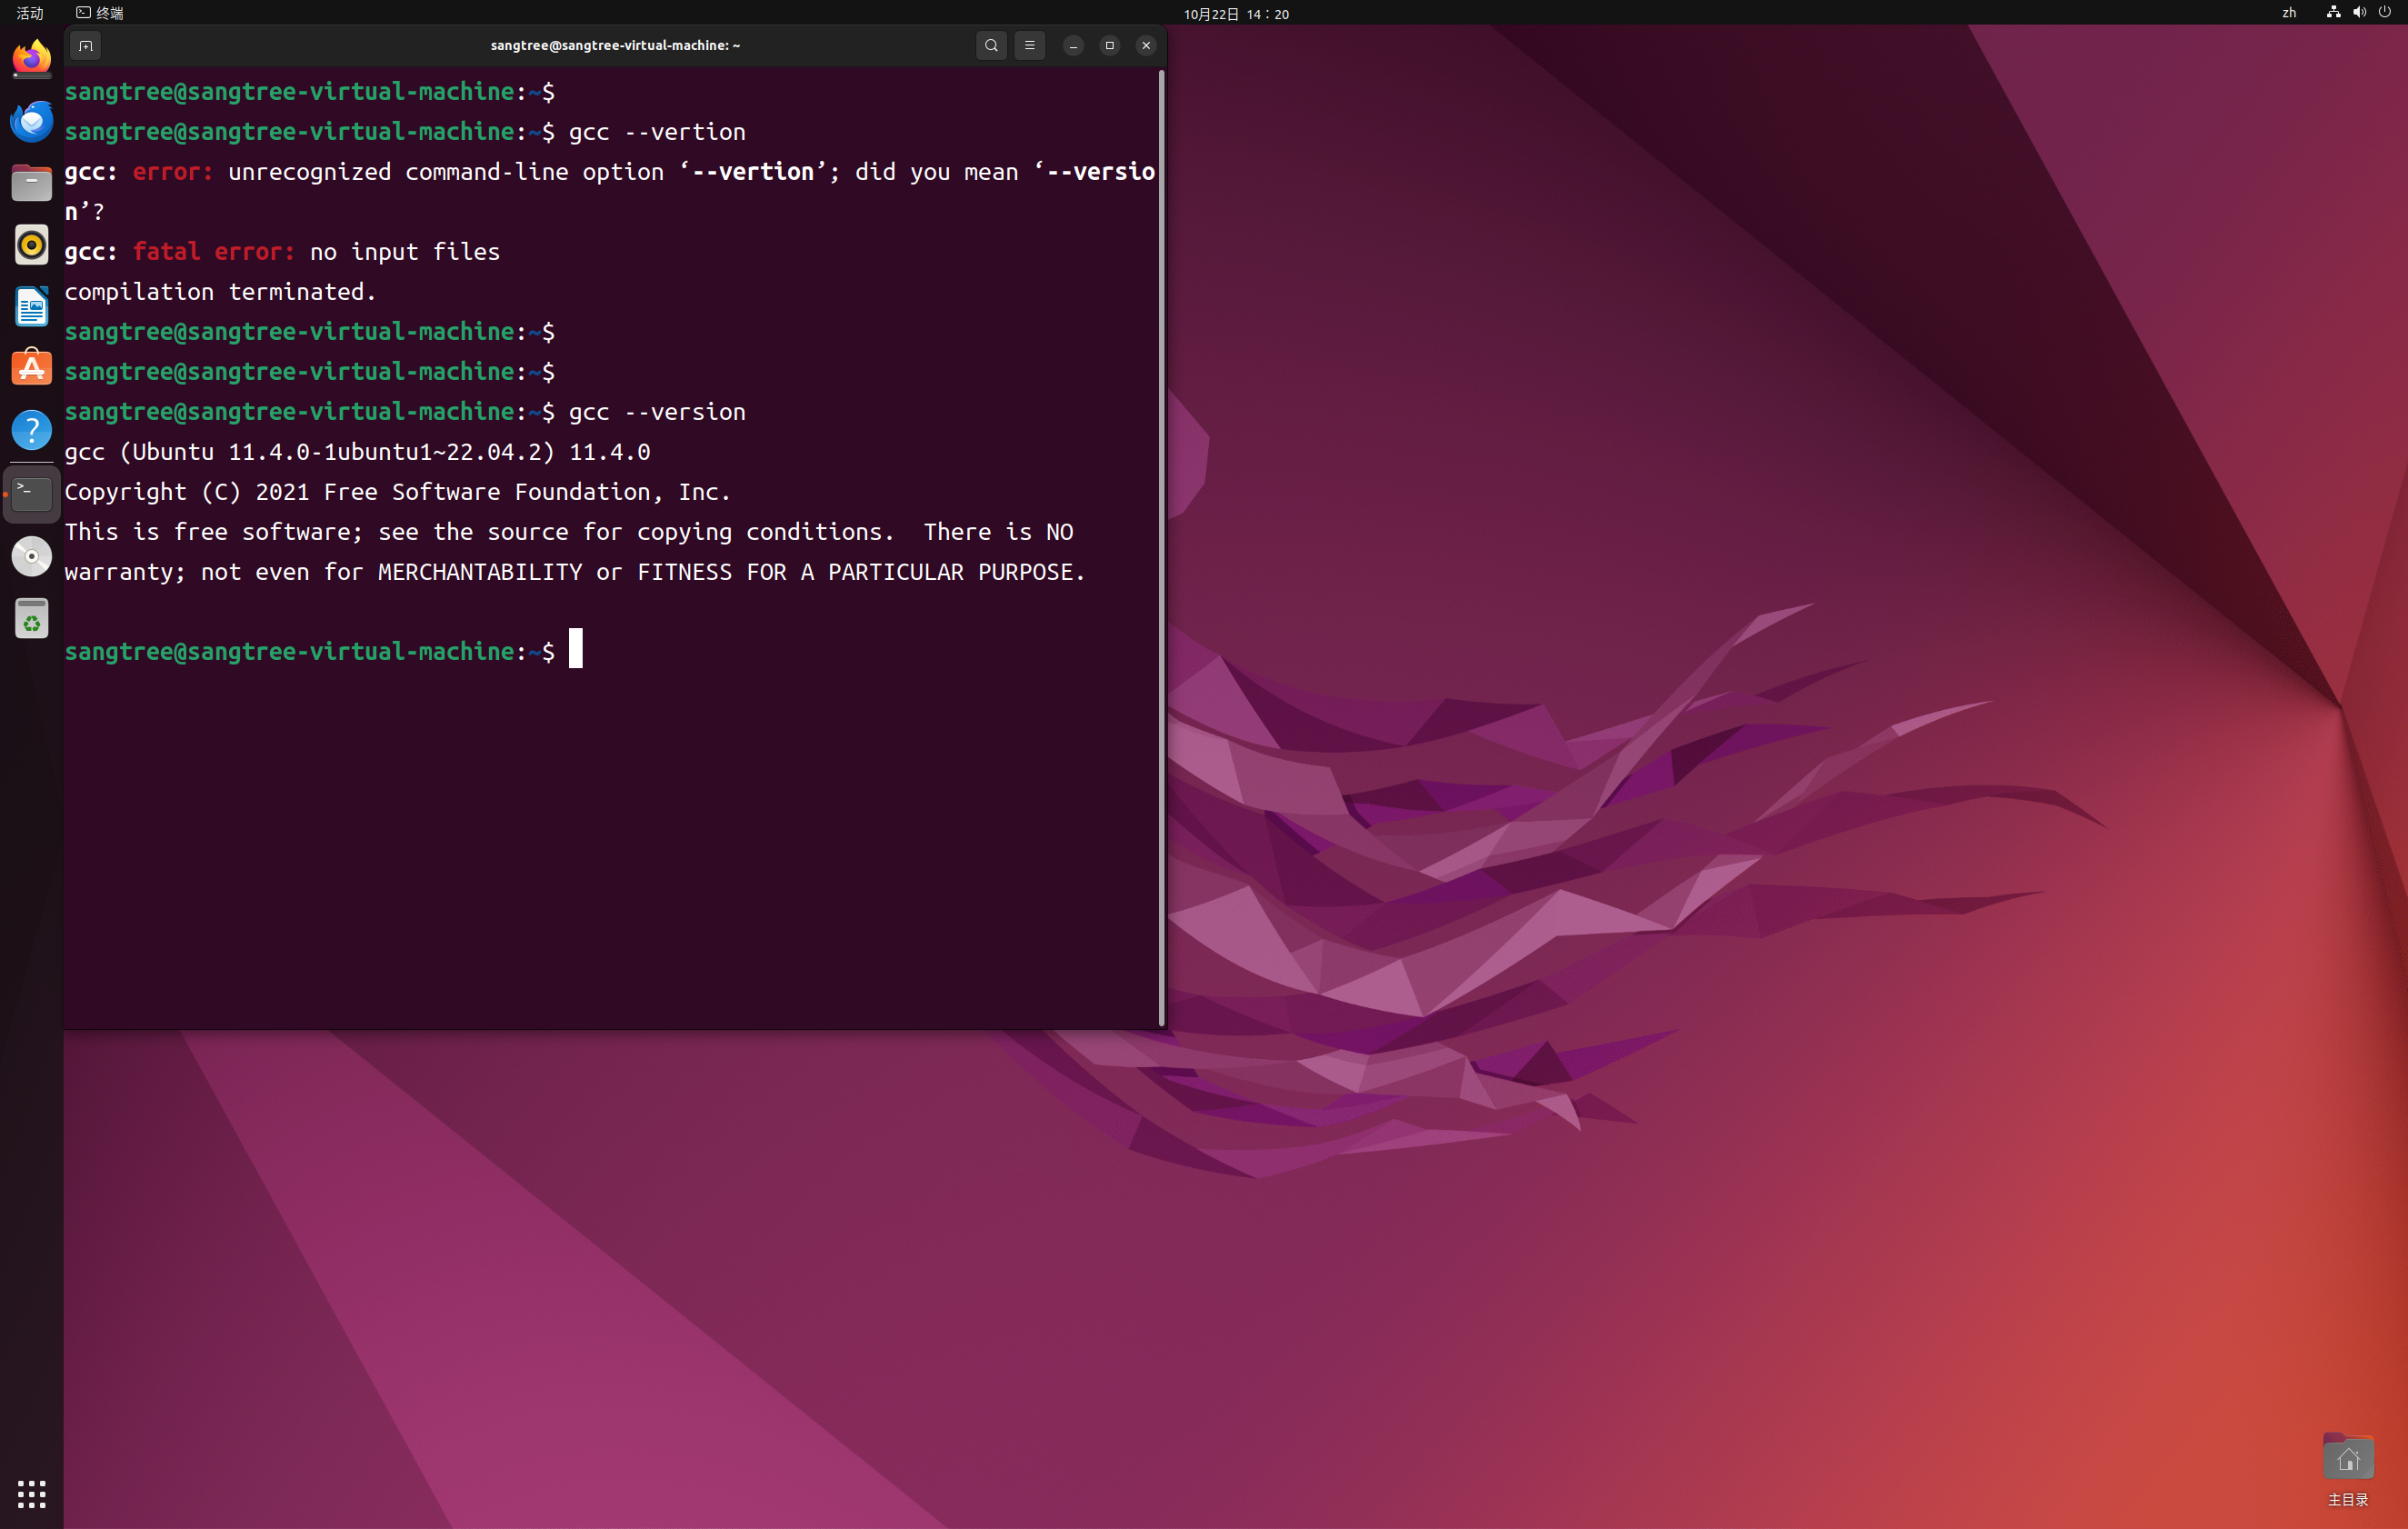 活动
终端
10月22日 14：20
zh
sangtree@sangtree-virtual-machine: ~
sangtree@sangtree-virtual-machine:~$
sangtree@sangtree-virtual-machine:~$ gcc --vertion
gcc: error: unrecognized command-line option ‘--vertion’; did you mean ‘--versio
n’?
gcc: fatal error: no input files
compilation terminated.
sangtree@sangtree-virtual-machine:~$
sangtree@sangtree-virtual-machine:~$
sangtree@sangtree-virtual-machine:~$ gcc --version
gcc (Ubuntu 11.4.0-1ubuntu1~22.04.2) 11.4.0
Copyright (C) 2021 Free Software Foundation, Inc.
This is free software; see the source for copying conditions.  There is NO
warranty; not even for MERCHANTABILITY or FITNESS FOR A PARTICULAR PURPOSE.
sangtree@sangtree-virtual-machine:~$
主目录